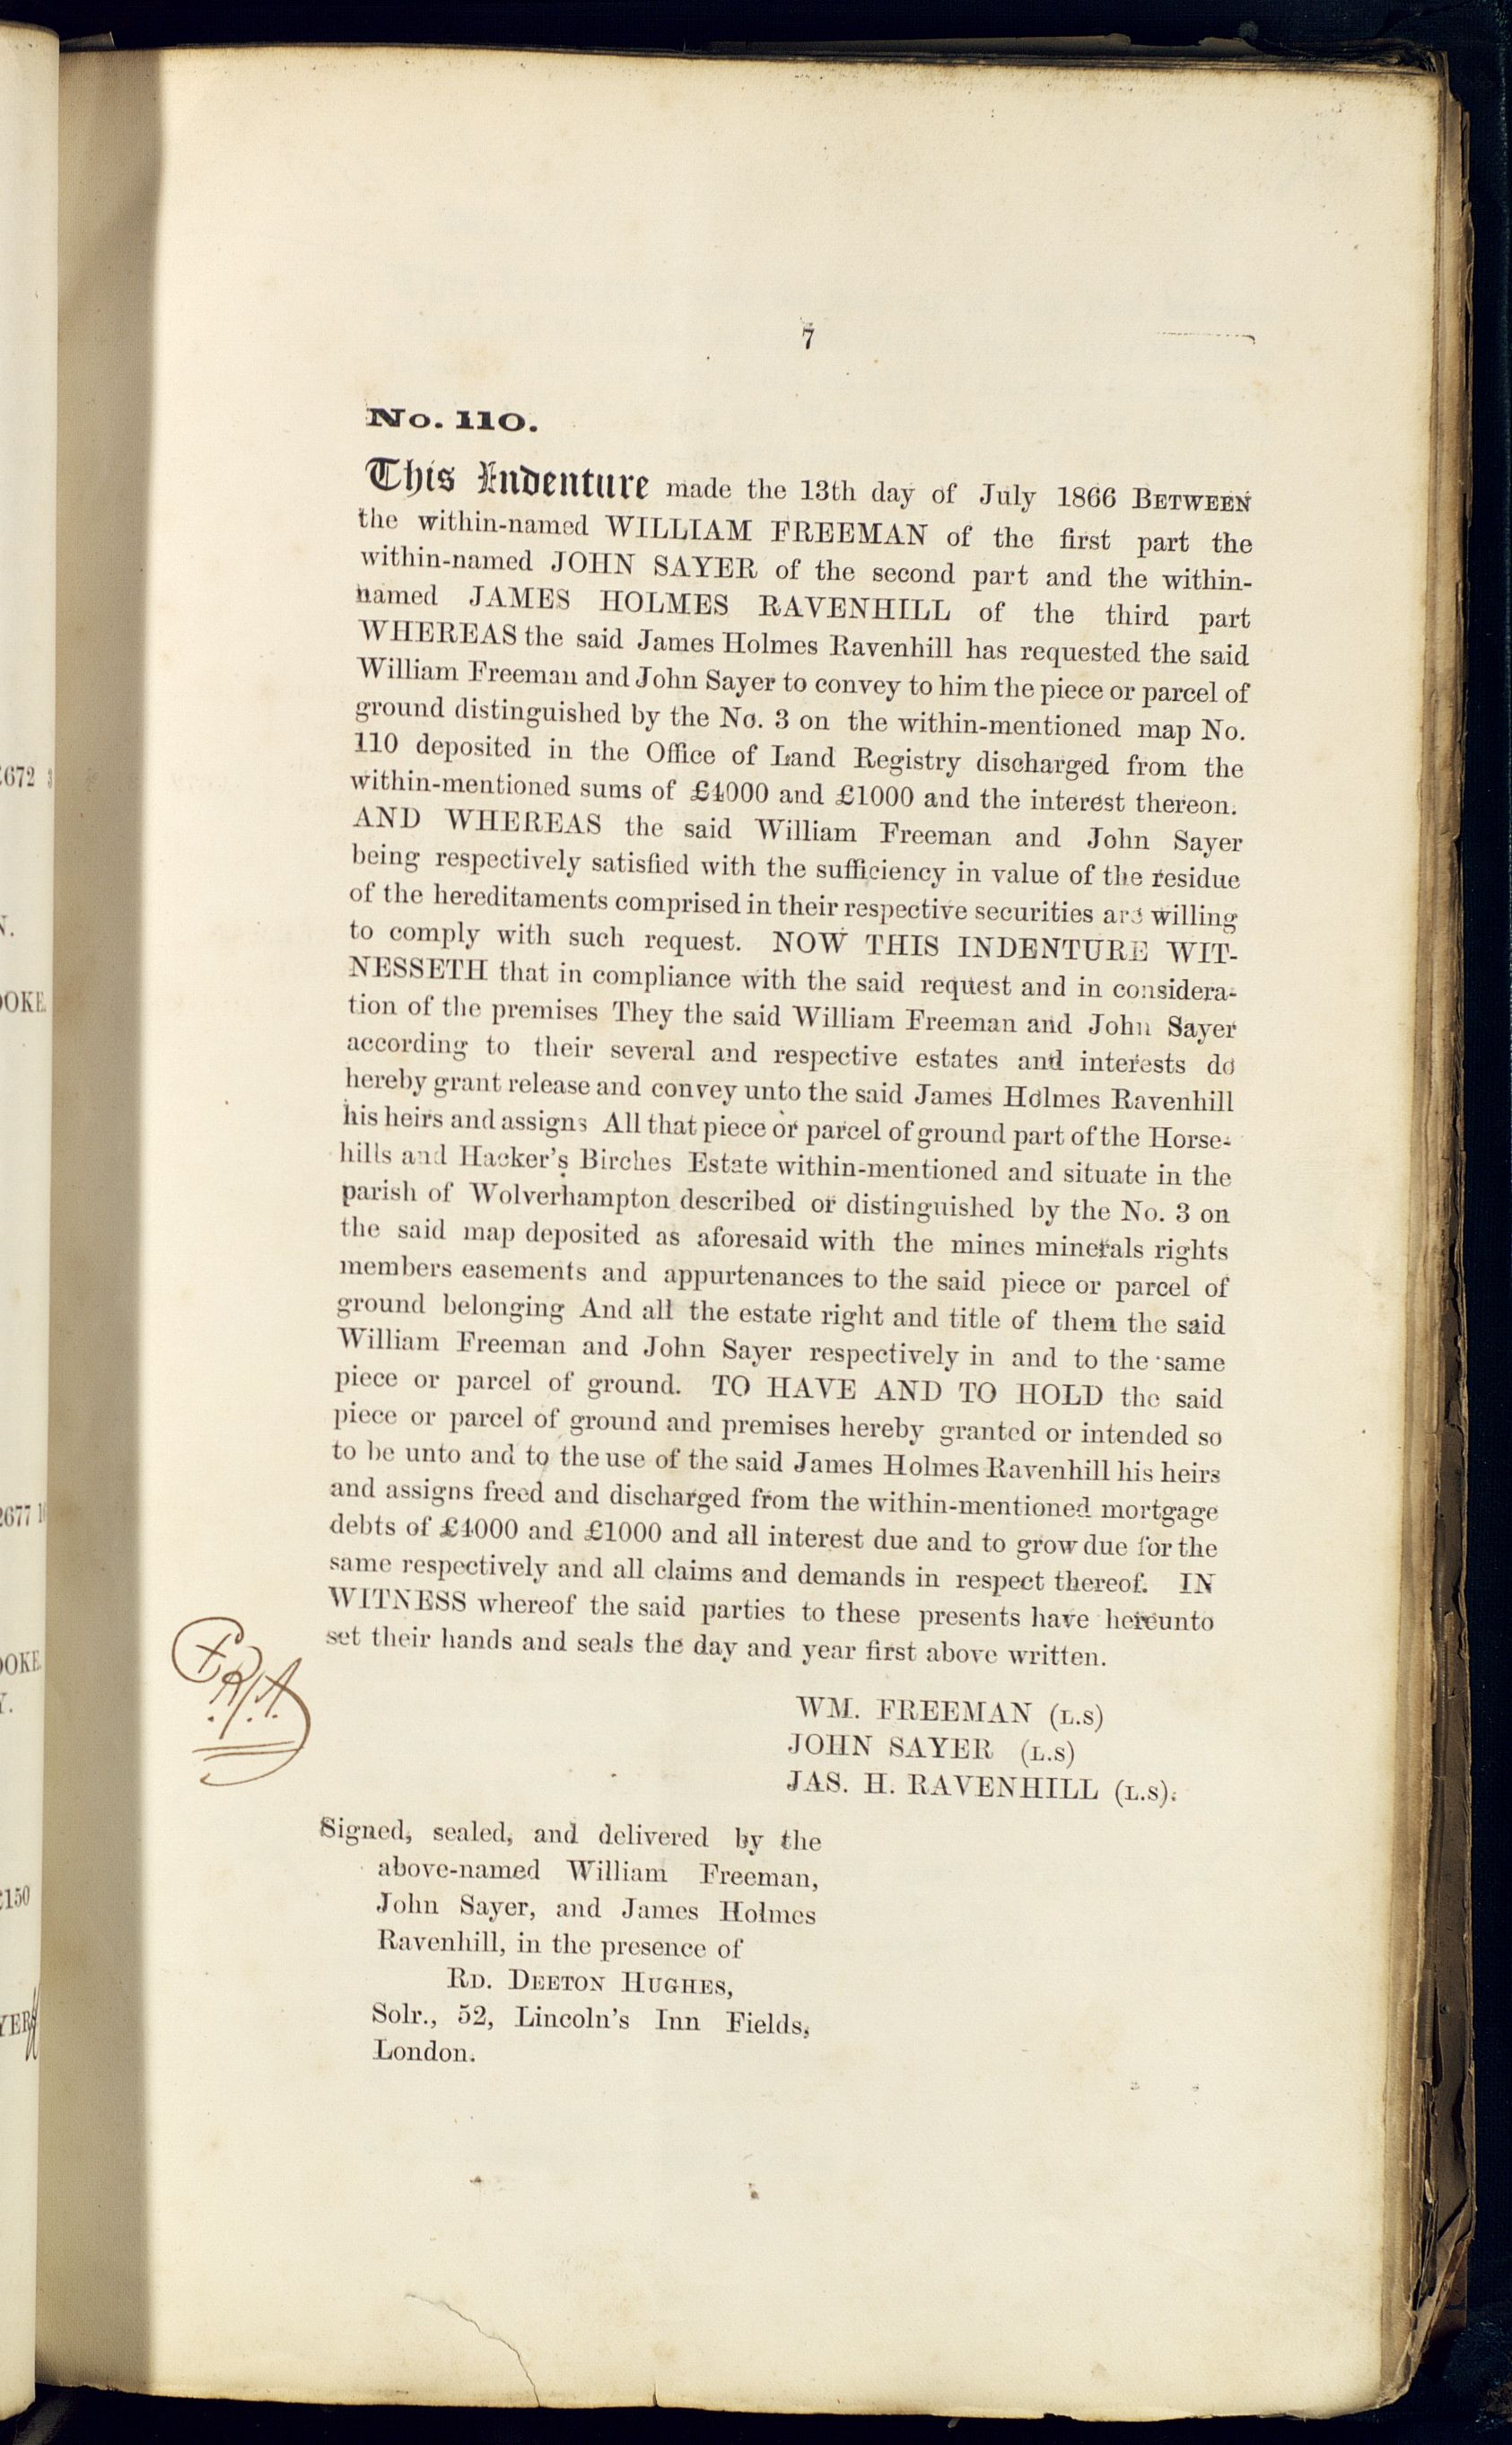 7
No. 110.
This Indenture made the 13th day of July 1866 BETWEEN
the within-named WILLIAM FREEMAN of the first part the
within-named JOHN SAYER of the second part and the within-
named JAMES HOLMES RAVENHILL of the third part
WHEREAS the said James Holmes Ravenhill has requested the said
William Freeman and John Sayer to convey to him the piece or parcel of
ground distinguished by the No. 3 on the within-mentioned map No.
110 deposited in the Office of Land Registry discharged from the
within-mentioned sums of £4000 and £1000 and the interest thereon.
AND WHEREAS the said William Freeman and John Sayer
being respectively satisfied with the sufficiency in value of the residue
of the hereditaments comprised in their respective securities are willing
to comply with such request. NOW THIS INDENTURE WIT-
NESSETH that in compliance with the said request and in considera-
tion of the premises They the said William Freeman and John Sayer
according to their several and respective estates and interests do
hereby grant release and convey unto the said James Holmes Ravenhill
his heirs and assigns All that piece or parcel of ground part of the Horse-
hills and Hacker's Birches Estate within-mentioned and situate in the
parish of Wolverhampton described or distinguished by the No. 3 on
the said map deposited as aforesaid with the mines minerals rights
members easements and appurtenances to the said piece or parcel of
ground belonging And all the estate right and title of them the said
William Freeman and John Sayer respectively in and to the same
piece or parcel of ground. TO HAVE AND TO HOLD the said
piece or parcel of ground and premises hereby granted or intended so
to be unto and to the use of the said James Holmes Ravenhill his heirs
and assigns freed and discharged from the within-mentioned mortgage
debts of £4000 and £1000 and all interest due and to grow due for the
same respectively and all claims and demands in respect thereof. IN
WITNESS whereof the said parties to these presents have hereunto
set their hands and seals the day and year first above written.
WM. FREEMAN (L.S)
JOHN SAYER (L.S)
JAS. H. RAVENHILL (L.S).
Signed, sealed, and delivered by the
above-named William Freeman,
John Sayer, and James Holmes
Ravenhill, in the presence of
RD. DEETON HUGHES,
Solr., 52, Lincoln's Inn Fields,
London.